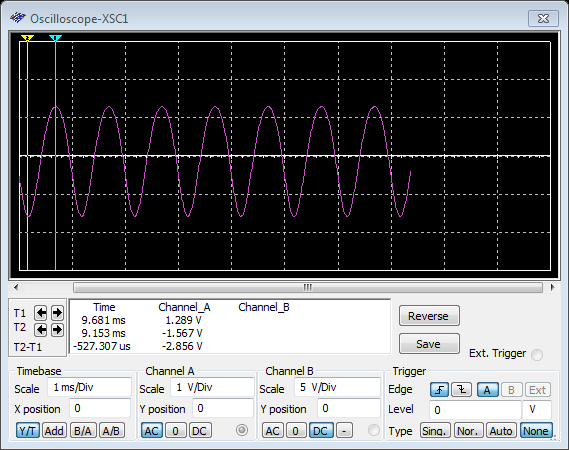 Oscilloscope-XSC1
2 1
T1
T2
T2-T1
Time Channel_A Channel_B
9.681 ms 1.289 V
9.153 ms -1.567 V
-527.307 us -2.856 V
Reverse
Save
Ext. Trigger
Timebase
Scale 1 ms/Div
X position 0
Y/T Add B/A A/B
Channel A
Scale 1 V/Div
Y position 0
AC 0 DC
Channel B
Scale 5 V/Div
Y position 0
AC 0 DC -
Trigger
Edge A B Ext
Level 0 V
Type Sing. Nor. Auto None